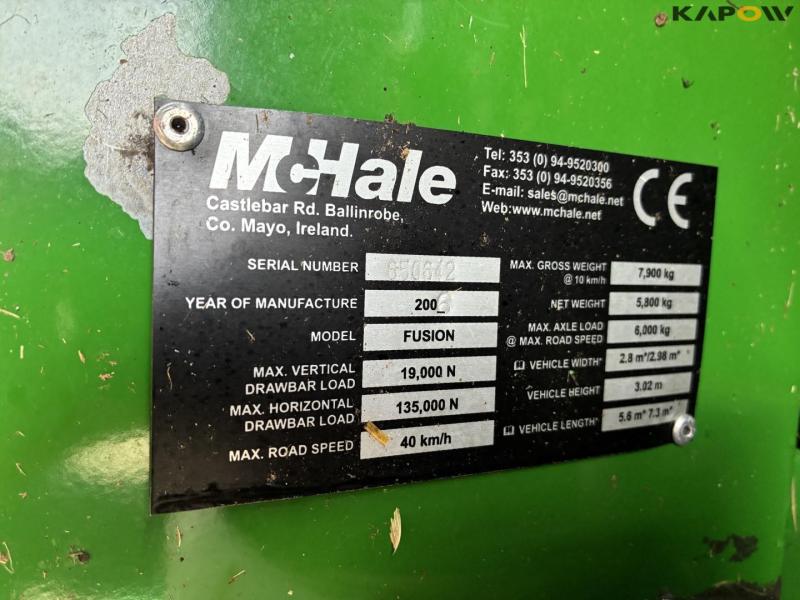 KAPOW
McHale
Castlebar Rd. Ballinrobe,
Co. Mayo, Ireland.
Tel: 353 (0) 94-9520300
Fax: 353 (0) 94-9520356
E-mail: sales@mchale.net
Web:www.mchale.net
CE
SERIAL NUMBER 650642
YEAR OF MANUFACTURE 200_6
MODEL FUSION
MAX. VERTICAL
DRAWBAR LOAD 19,000 N
MAX. HORIZONTAL
DRAWBAR LOAD 135,000 N
MAX. ROAD SPEED 40 km/h
MAX. GROSS WEIGHT
@ 10 km/h 7,900 kg
NET WEIGHT 5,800 kg
MAX. AXLE LOAD
@ MAX. ROAD SPEED 6,000 kg
VEHICLE WIDTH* 2.8 m*/2.98 m*
VEHICLE HEIGHT 3.02 m
VEHICLE LENGTH* 5.6 m* 7.3 m*